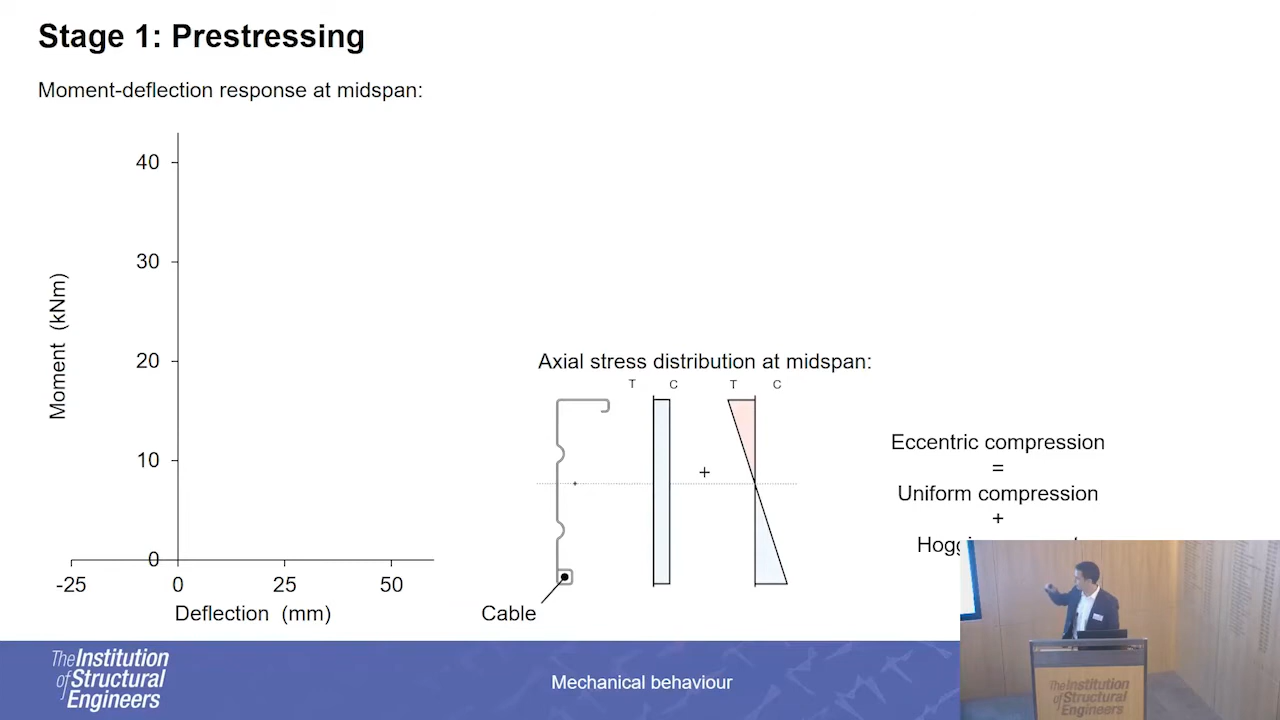 Stage 1: Prestressing
Moment-deflection response at midspan:
40
30
20
10
0
Moment (kNm)
-25
0
25
50
Deflection (mm)
Axial stress distribution at midspan:
T
C
T
C
+
Cable
Eccentric compression
=
Uniform compression
+
The Institution
of Structural
Engineers
Mechanical behaviour
The Institution
of Structural
Engineers